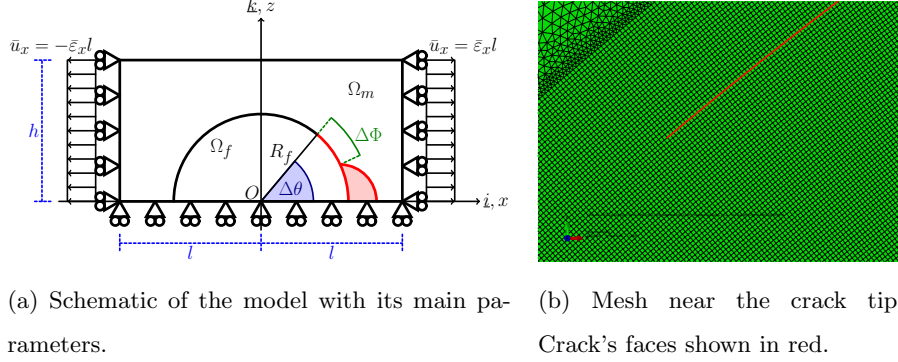 k, z
ū_x = −ε̄_x l
ū_x = ε̄_x l
Ω_m
h
Ω_f
R_f
ΔΦ
O
Δθ
i, x
l
l
(a) Schematic of the model with its main pa-
rameters.
(b) Mesh near the crack tip
Crack's faces shown in red.